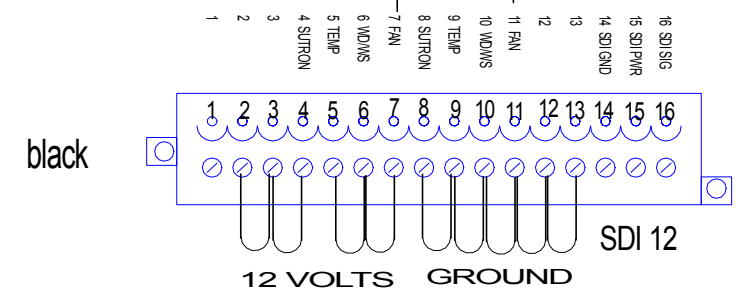 1
2
3
4 SUTRON
5 TEMP
6 WD/WS
7 FAN
8 SUTRON
9 TEMP
10 WD/WS
11 FAN
12
13
14 SDI GND
15 SDI PWR
16 SDI SIG
1 2 3 4 5 6 7 8 9 10 11 12 13 14 15 16
black
SDI 12
12 VOLTS GROUND